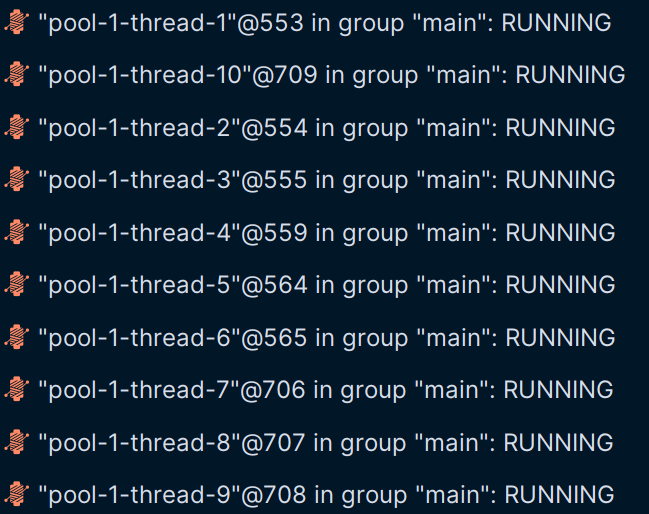 "pool-1-thread-1"@553 in group "main": RUNNING
"pool-1-thread-10"@709 in group "main": RUNNING
"pool-1-thread-2"@554 in group "main": RUNNING
"pool-1-thread-3"@555 in group "main": RUNNING
"pool-1-thread-4"@559 in group "main": RUNNING
"pool-1-thread-5"@564 in group "main": RUNNING
"pool-1-thread-6"@565 in group "main": RUNNING
"pool-1-thread-7"@706 in group "main": RUNNING
"pool-1-thread-8"@707 in group "main": RUNNING
"pool-1-thread-9"@708 in group "main": RUNNING